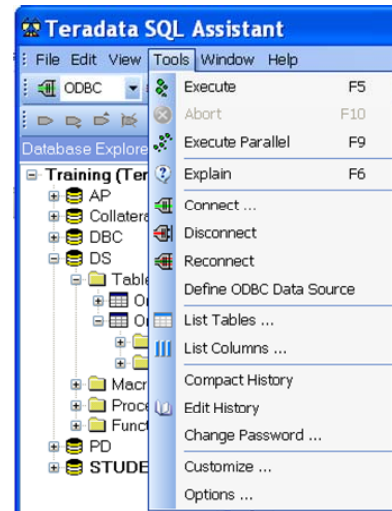 Teradata SQL Assistant
File Edit View Tools Window Help
ODBC
Database Explore
Training (Ter
AP
Collatera
DBC
DS
Table
Macr
Proce
Funct
PD
STUDE
Execute F5
Abort F10
Execute Parallel F9
Explain F6
Connect ...
Disconnect
Reconnect
Define ODBC Data Source
List Tables ...
List Columns ...
Compact History
Edit History
Change Password ...
Customize ...
Options ...